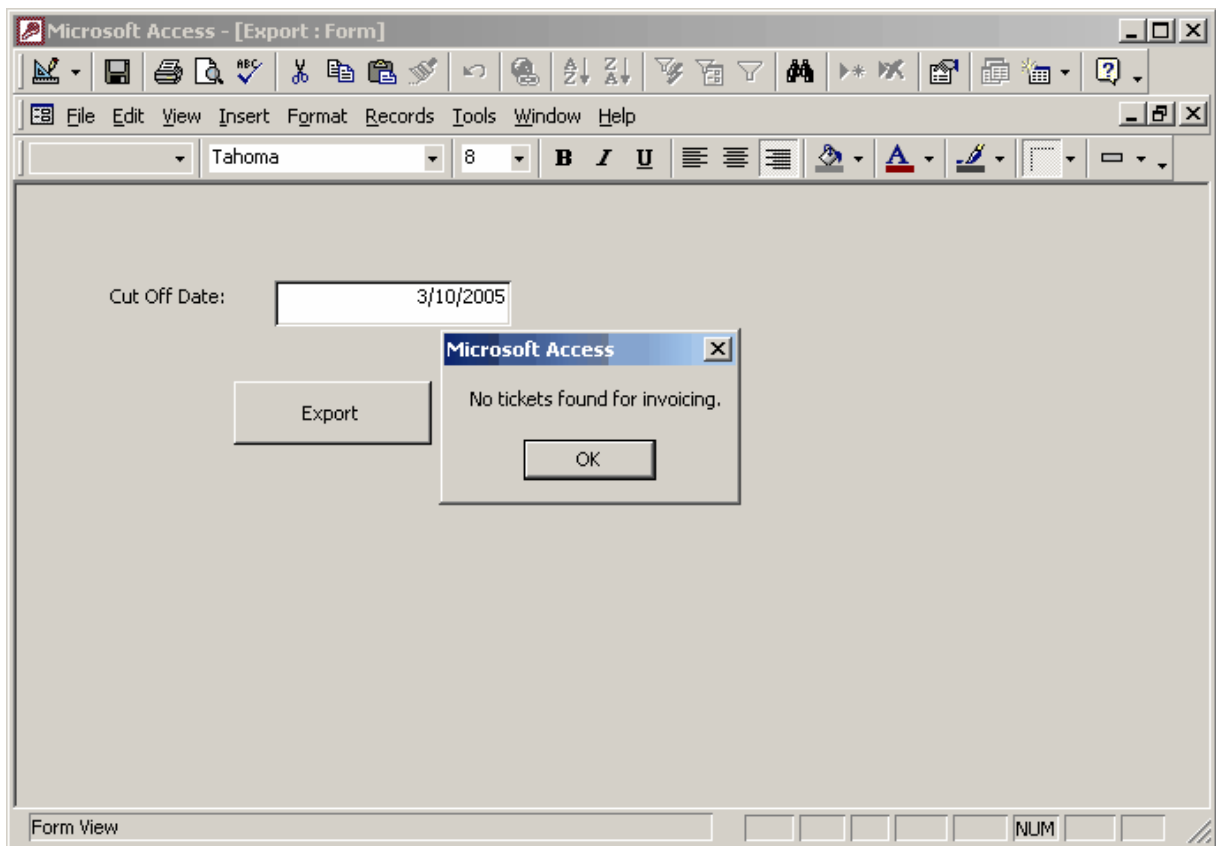 Microsoft Access - [Export : Form]
ABC
A Z Z A
File Edit View Insert Format Records Tools Window Help
Tahoma 8 B I U A
Cut Off Date: 3/10/2005
Microsoft Access
No tickets found for invoicing.
Export
OK
Form View NUM